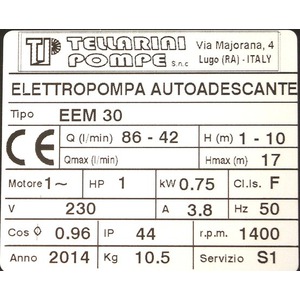 TP TELLARINI POMPE s.n.c
Via Majorana, 4
Lugo (RA) - ITALY
ELETTROPOMPA AUTOADESCANTE
Tipo EEM 30
CE Q (l/min) 86 - 42 H (m) 1 - 10
Qmax (l/min) Hmax (m) 17
Motore 1~ HP 1 kW 0.75 Cl.Is. F
V 230 A 3.8 Hz 50
Cos ϕ 0.96 IP 44 r.p.m. 1400
Anno 2014 Kg 10.5 Servizio S1